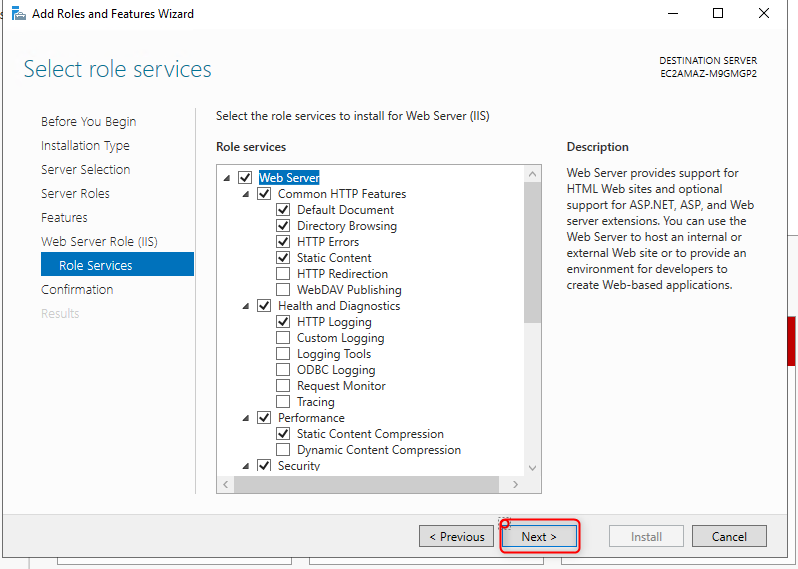 Add Roles and Features Wizard
Select role services
DESTINATION SERVER
EC2AMAZ-M9GMGP2
Before You Begin
Installation Type
Server Selection
Server Roles
Features
Web Server Role (IIS)
Role Services
Confirmation
Results
Select the role services to install for Web Server (IIS)
Role services
Web Server
Common HTTP Features
Default Document
Directory Browsing
HTTP Errors
Static Content
HTTP Redirection
WebDAV Publishing
Health and Diagnostics
HTTP Logging
Custom Logging
Logging Tools
ODBC Logging
Request Monitor
Tracing
Performance
Static Content Compression
Dynamic Content Compression
Security
Description
Web Server provides support for
HTML Web sites and optional
support for ASP.NET, ASP, and Web
server extensions. You can use the
Web Server to host an internal or
external Web site or to provide an
environment for developers to
create Web-based applications.
< Previous
Next >
Install
Cancel